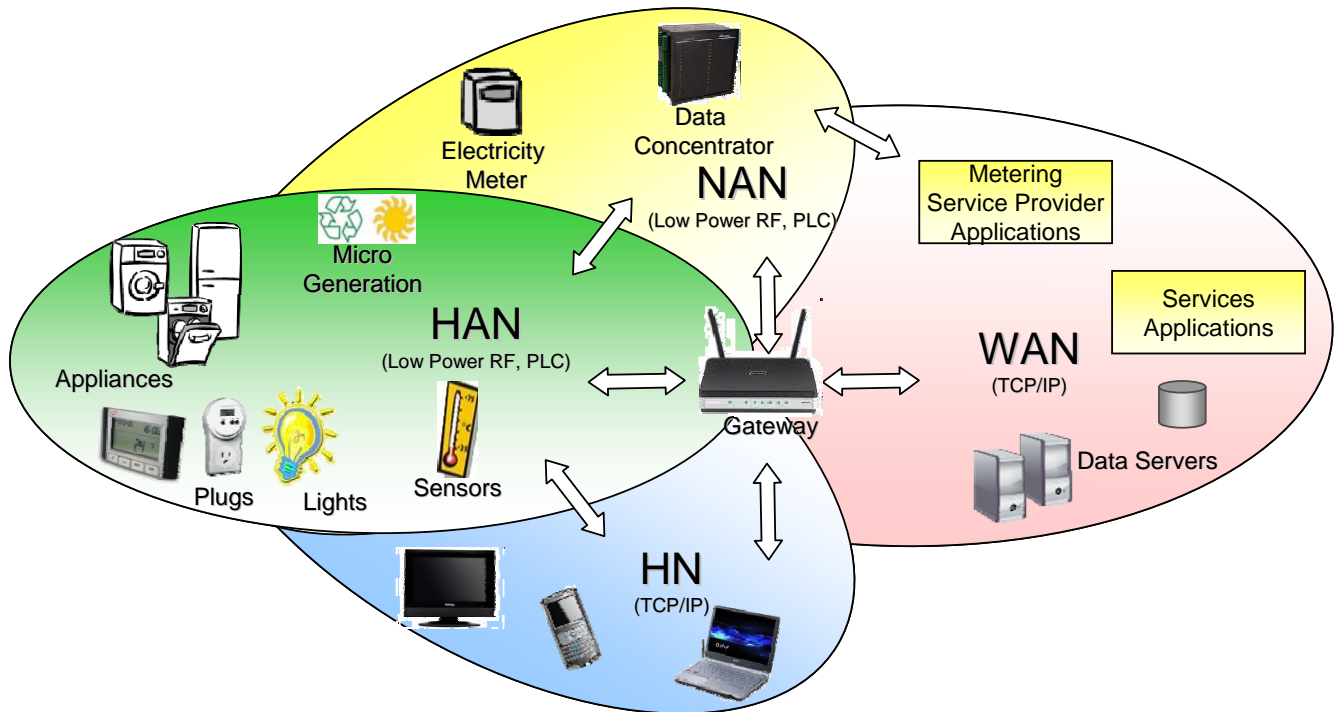 Data
Concentrator
Electricity
Meter
NAN
(Low Power RF, PLC)
Metering
Service Provider
Applications
Micro
Generation
Services
Applications
HAN
(Low Power RF, PLC)
WAN
(TCP/IP)
Appliances
Gateway
Data Servers
Sensors
Plugs
Lights
HN
(TCP/IP)